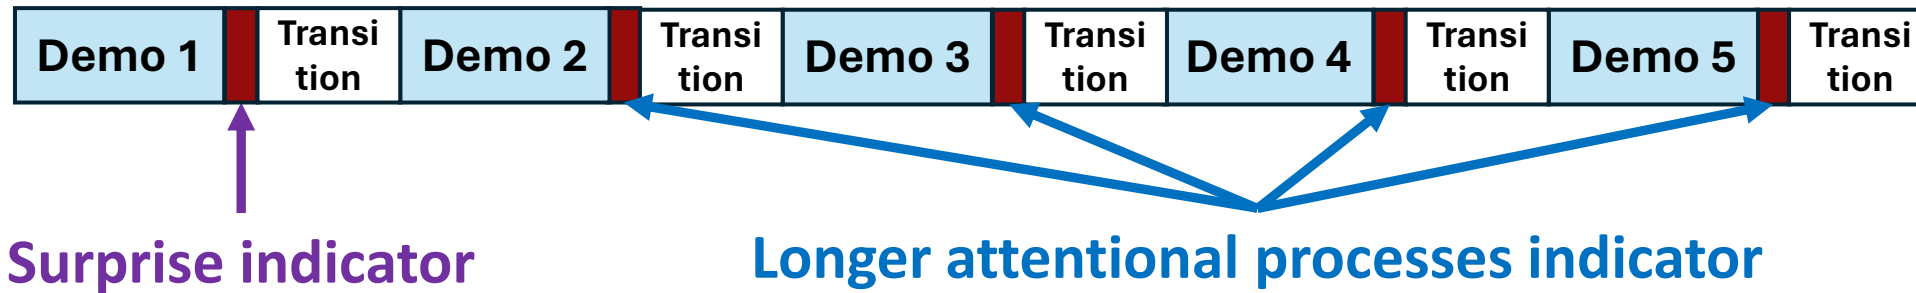 Demo 1
Transi
tion
Demo 2
Transi
tion
Demo 3
Transi
tion
Demo 4
Transi
tion
Demo 5
Transi
tion
Surprise indicator
Longer attentional processes indicator